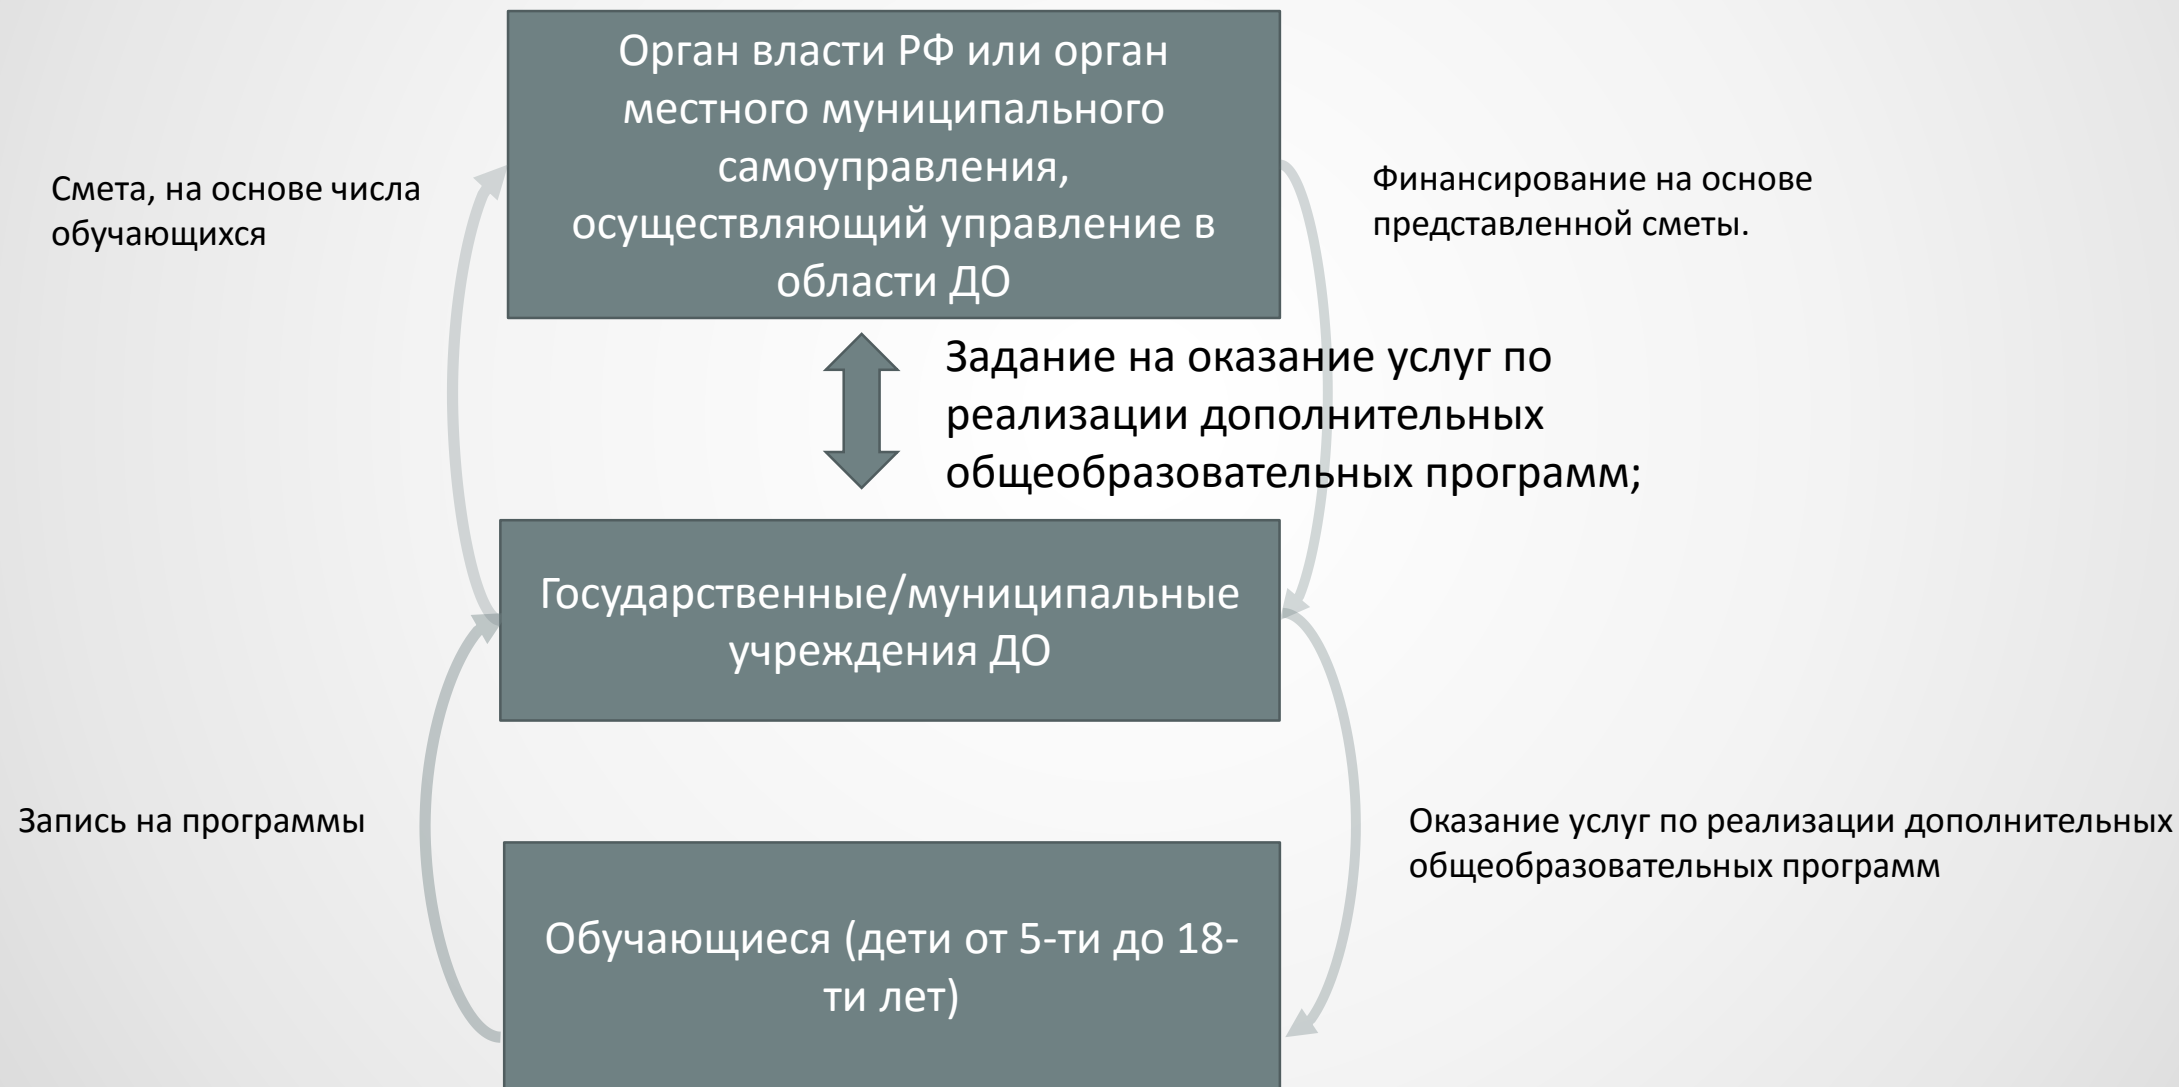 Орган власти РФ или орган
местного муниципального
самоуправления,
осуществляющий управление в
области ДО
Смета, на основе числа
обучающихся
Финансирование на основе
представленной сметы.
Задание на оказание услуг по
реализации дополнительных
общеобразовательных программ;
Государственные/муниципальные
учреждения ДО
Запись на программы
Оказание услуг по реализации дополнительных
общеобразовательных программ
Обучающиеся (дети от 5-ти до 18-
ти лет)